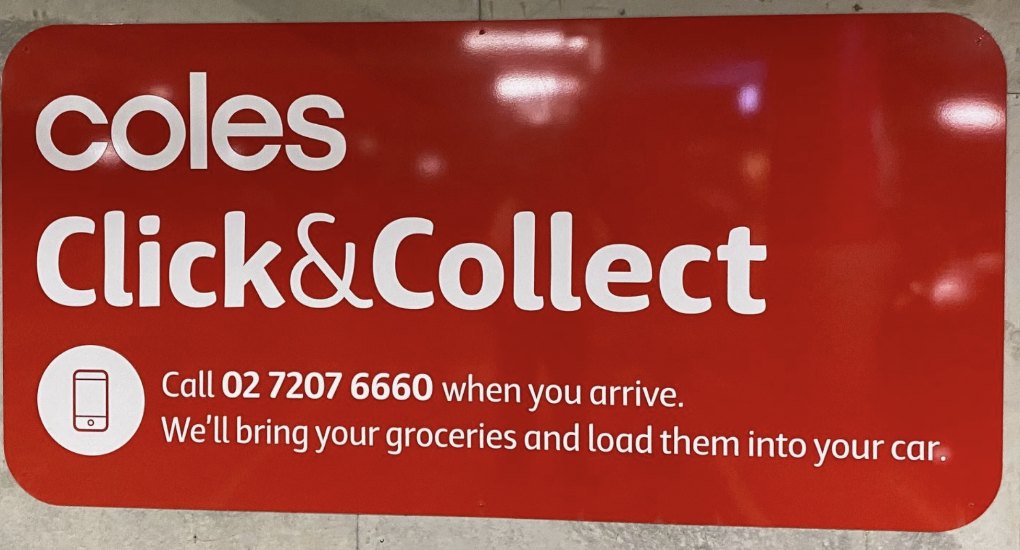 coles
Click&Collect
Call 02 7207 6660 when you arrive.
We'll bring your groceries and load them into your car.